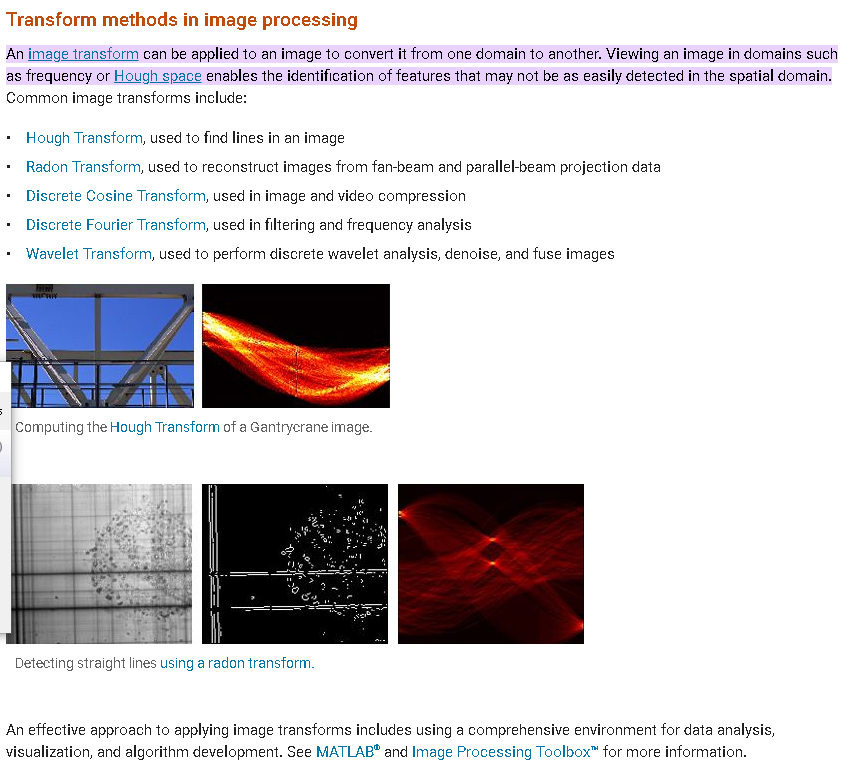 Transform methods in image processing
An image transform can be applied to an image to convert it from one domain to another. Viewing an image in domains such
as frequency or Hough space enables the identification of features that may not be as easily detected in the spatial domain.
Common image transforms include:
• Hough Transform, used to find lines in an image
• Radon Transform, used to reconstruct images from fan-beam and parallel-beam projection data
• Discrete Cosine Transform, used in image and video compression
• Discrete Fourier Transform, used in filtering and frequency analysis
• Wavelet Transform, used to perform discrete wavelet analysis, denoise, and fuse images
Computing the Hough Transform of a Gantrycrane image.
Detecting straight lines using a radon transform.
An effective approach to applying image transforms includes using a comprehensive environment for data analysis,
visualization, and algorithm development. See MATLAB® and Image Processing Toolbox™ for more information.